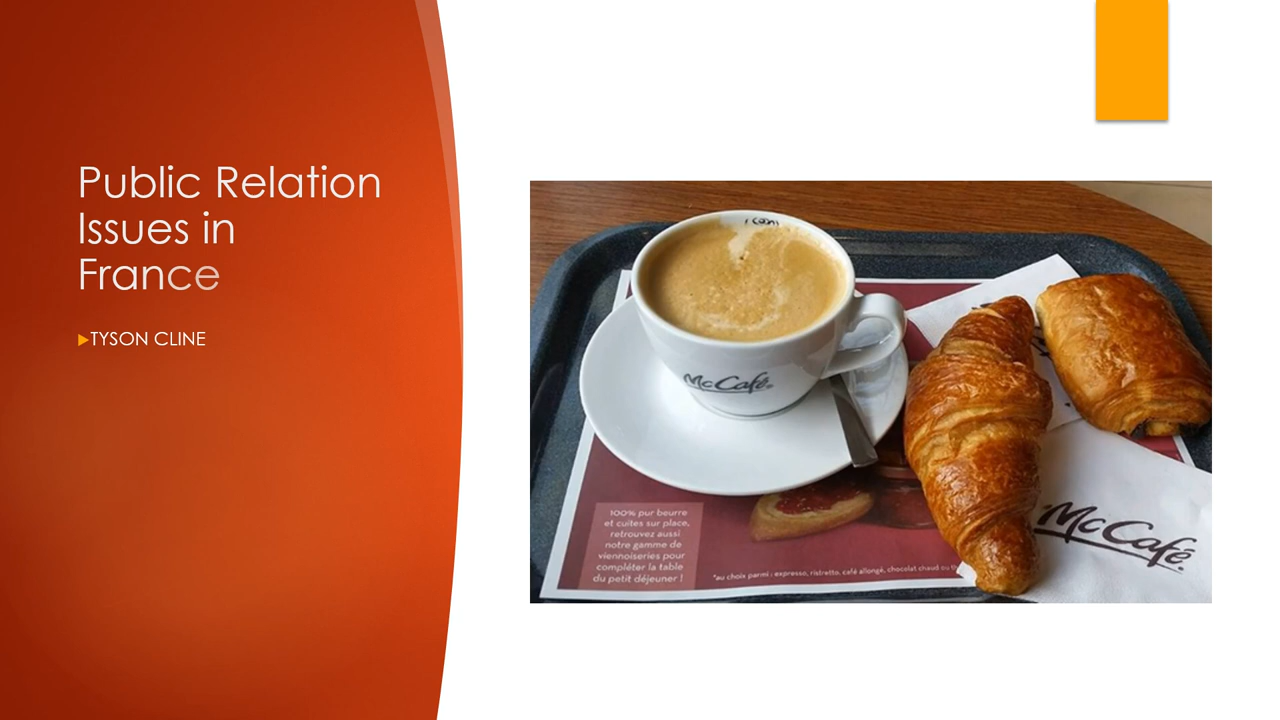 Public Relation
Issues in
France
TYSON CLINE
McCafé
100% pur beurre
et cuites sur place,
retrouvez aussi
notre gamme de
viennoiseries pour
compléter la table
du petit déjeuner !
*au choix parmi : expresso, ristretto, café allongé, chocolat chaud ou
McCafé.